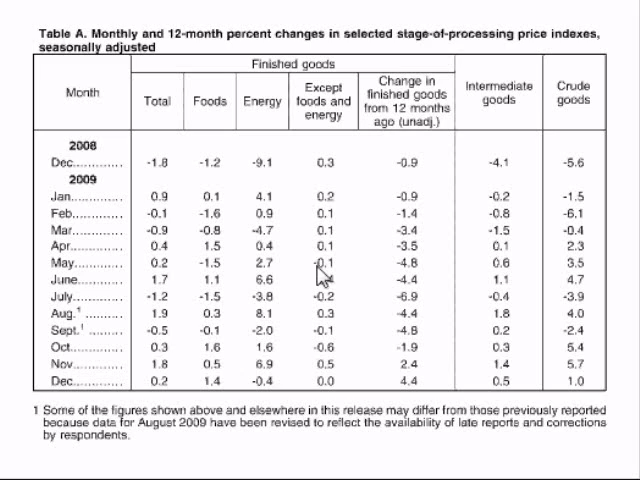 Table A. Monthly and 12-month percent changes in selected stage-of-processing price indexes,
seasonally adjusted
Finished goods
Month Total Foods Energy Except foods and energy Change in finished goods from 12 months ago (unadj.) Intermediate goods Crude goods
2008
Dec............. -1.8 -1.2 -9.1 0.3 -0.9 -4.1 -5.6
2009
Jan.............. 0.9 0.1 4.1 0.2 -0.9 -0.2 -1.5
Feb............. -0.1 -1.6 0.9 0.1 -1.4 -0.8 -6.1
Mar............. -0.9 -0.8 -4.7 0.1 -3.4 -1.5 -0.4
Apr.............. 0.4 1.5 0.4 0.1 -3.5 0.1 2.3
May............. 0.2 -1.5 2.7 -0.1 -4.8 0.6 3.5
June............ 1.7 1.1 6.6 -4.4 1.1 4.7
July............. -1.2 -1.5 -3.8 -0.2 -6.9 -0.4 -3.9
Aug.¹ .......... 1.9 0.3 8.1 0.3 -4.4 1.8 4.0
Sept.¹ ......... -0.5 -0.1 -2.0 -0.1 -4.8 0.2 -2.4
Oct.............. 0.3 1.6 1.6 -0.6 -1.9 0.3 5.4
Nov............. 1.8 0.5 6.9 0.5 2.4 1.4 5.7
Dec............. 0.2 1.4 -0.4 0.0 4.4 0.5 1.0
1 Some of the figures shown above and elsewhere in this release may differ from those previously reported
because data for August 2009 have been revised to reflect the availability of late reports and corrections
by respondents.